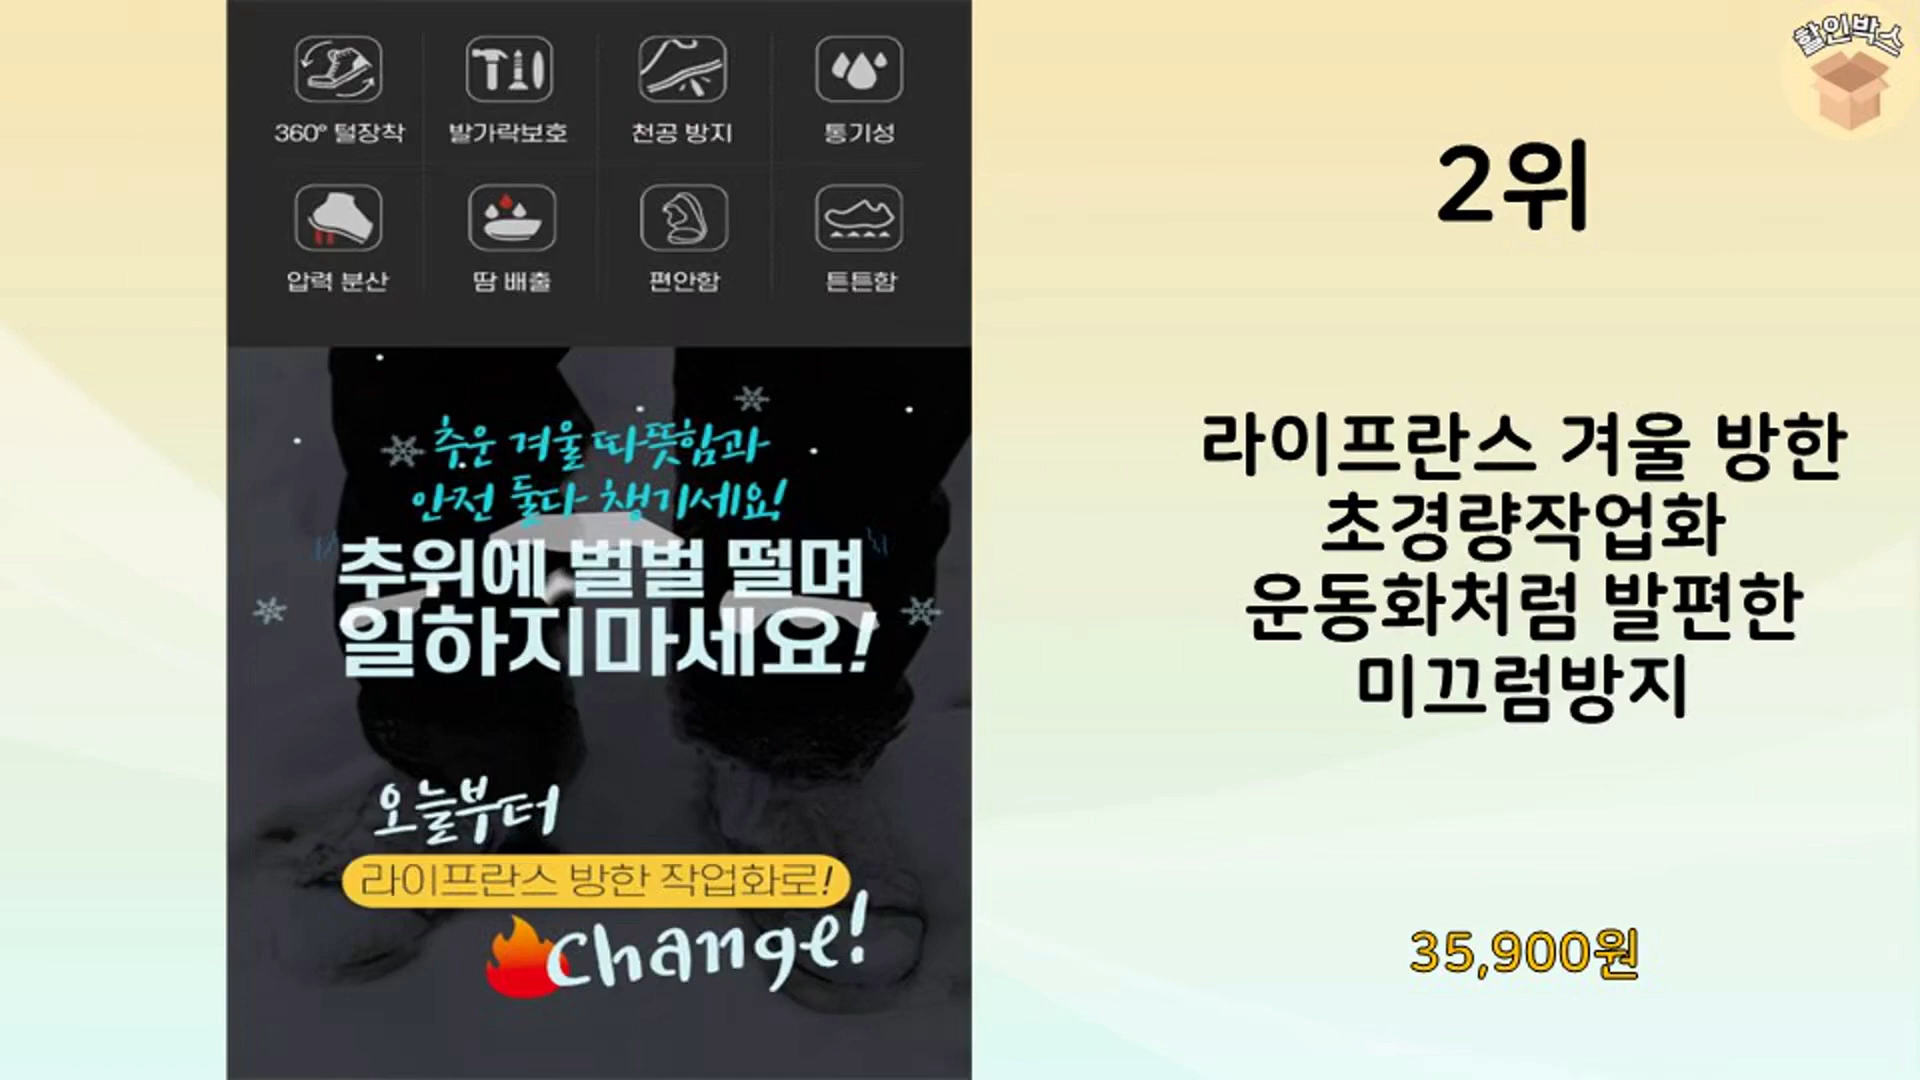 360° 털장착
발가락보호
천공 방지
통기성
압력 분산
땀 배출
편안함
튼튼함
추운 겨울 따뜻함과
안전 둘다 챙기세요!
추위에 벌벌 떨며
일하지마세요!
오늘부터
라이프란스 방한 작업화로!
Change!
할인박스
2위
라이프란스 겨울 방한
초경량작업화
운동화처럼 발편한
미끄럼방지
35,900원